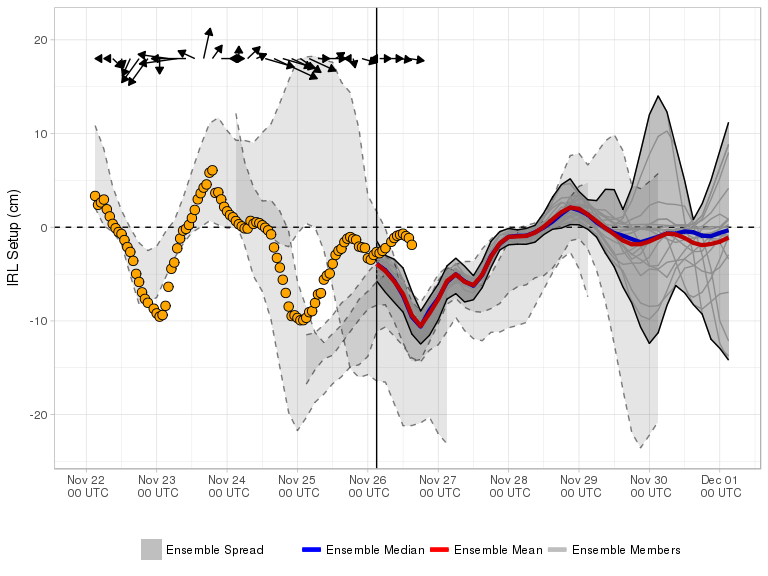 IRL Setup (cm)
20
10
0
-10
-20
Nov 22 Nov 23 Nov 24 Nov 25 Nov 26 Nov 27 Nov 28 Nov 29 Nov 30 Dec 01
00 UTC 00 UTC 00 UTC 00 UTC 00 UTC 00 UTC 00 UTC 00 UTC 00 UTC 00 UTC
Ensemble Spread Ensemble Median Ensemble Mean Ensemble Members